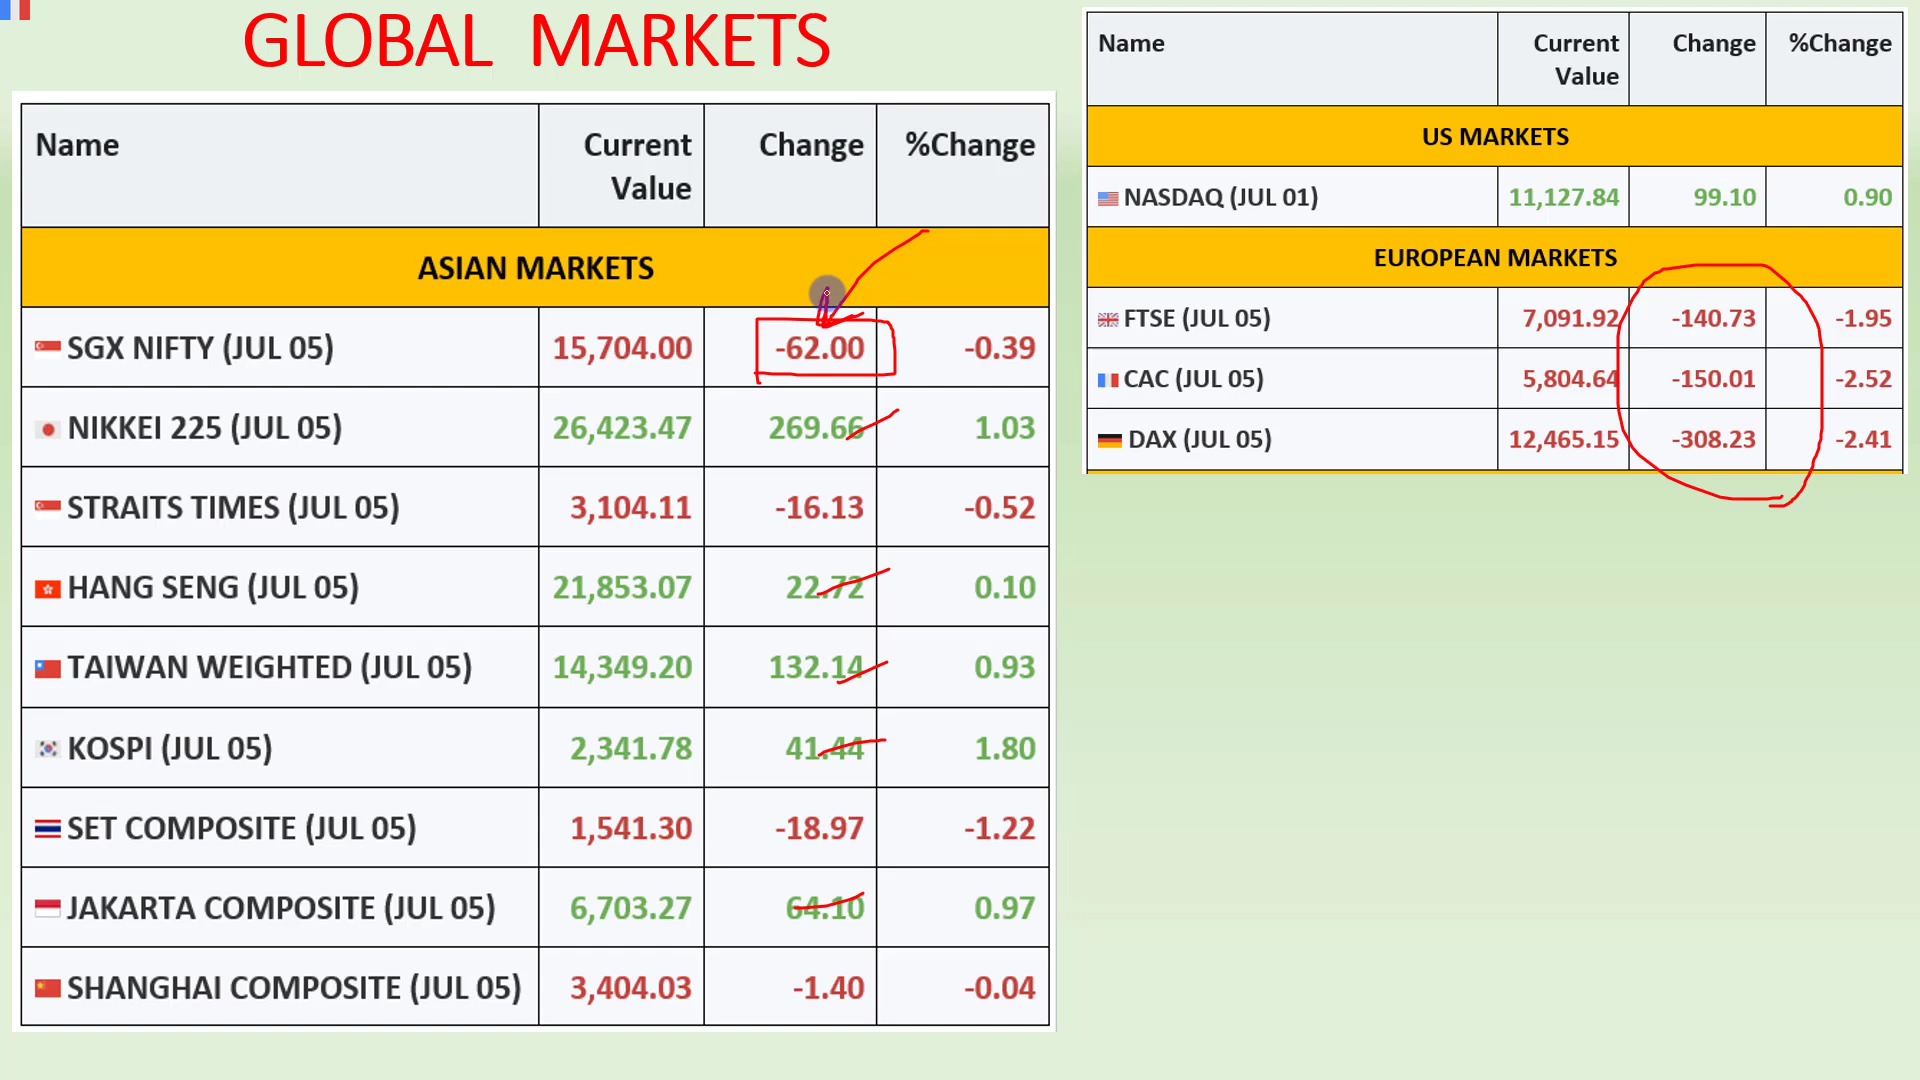 GLOBAL MARKETS
Name Current Value Change %Change
ASIAN MARKETS
SGX NIFTY (JUL 05) 15,704.00 -62.00 -0.39
NIKKEI 225 (JUL 05) 26,423.47 269.66 1.03
STRAITS TIMES (JUL 05) 3,104.11 -16.13 -0.52
HANG SENG (JUL 05) 21,853.07 22.72 0.10
TAIWAN WEIGHTED (JUL 05) 14,349.20 132.14 0.93
KOSPI (JUL 05) 2,341.78 41.44 1.80
SET COMPOSITE (JUL 05) 1,541.30 -18.97 -1.22
JAKARTA COMPOSITE (JUL 05) 6,703.27 64.10 0.97
SHANGHAI COMPOSITE (JUL 05) 3,404.03 -1.40 -0.04
Name Current Value Change %Change
US MARKETS
NASDAQ (JUL 01) 11,127.84 99.10 0.90
EUROPEAN MARKETS
FTSE (JUL 05) 7,091.92 -140.73 -1.95
CAC (JUL 05) 5,804.64 -150.01 -2.52
DAX (JUL 05) 12,465.15 -308.23 -2.41